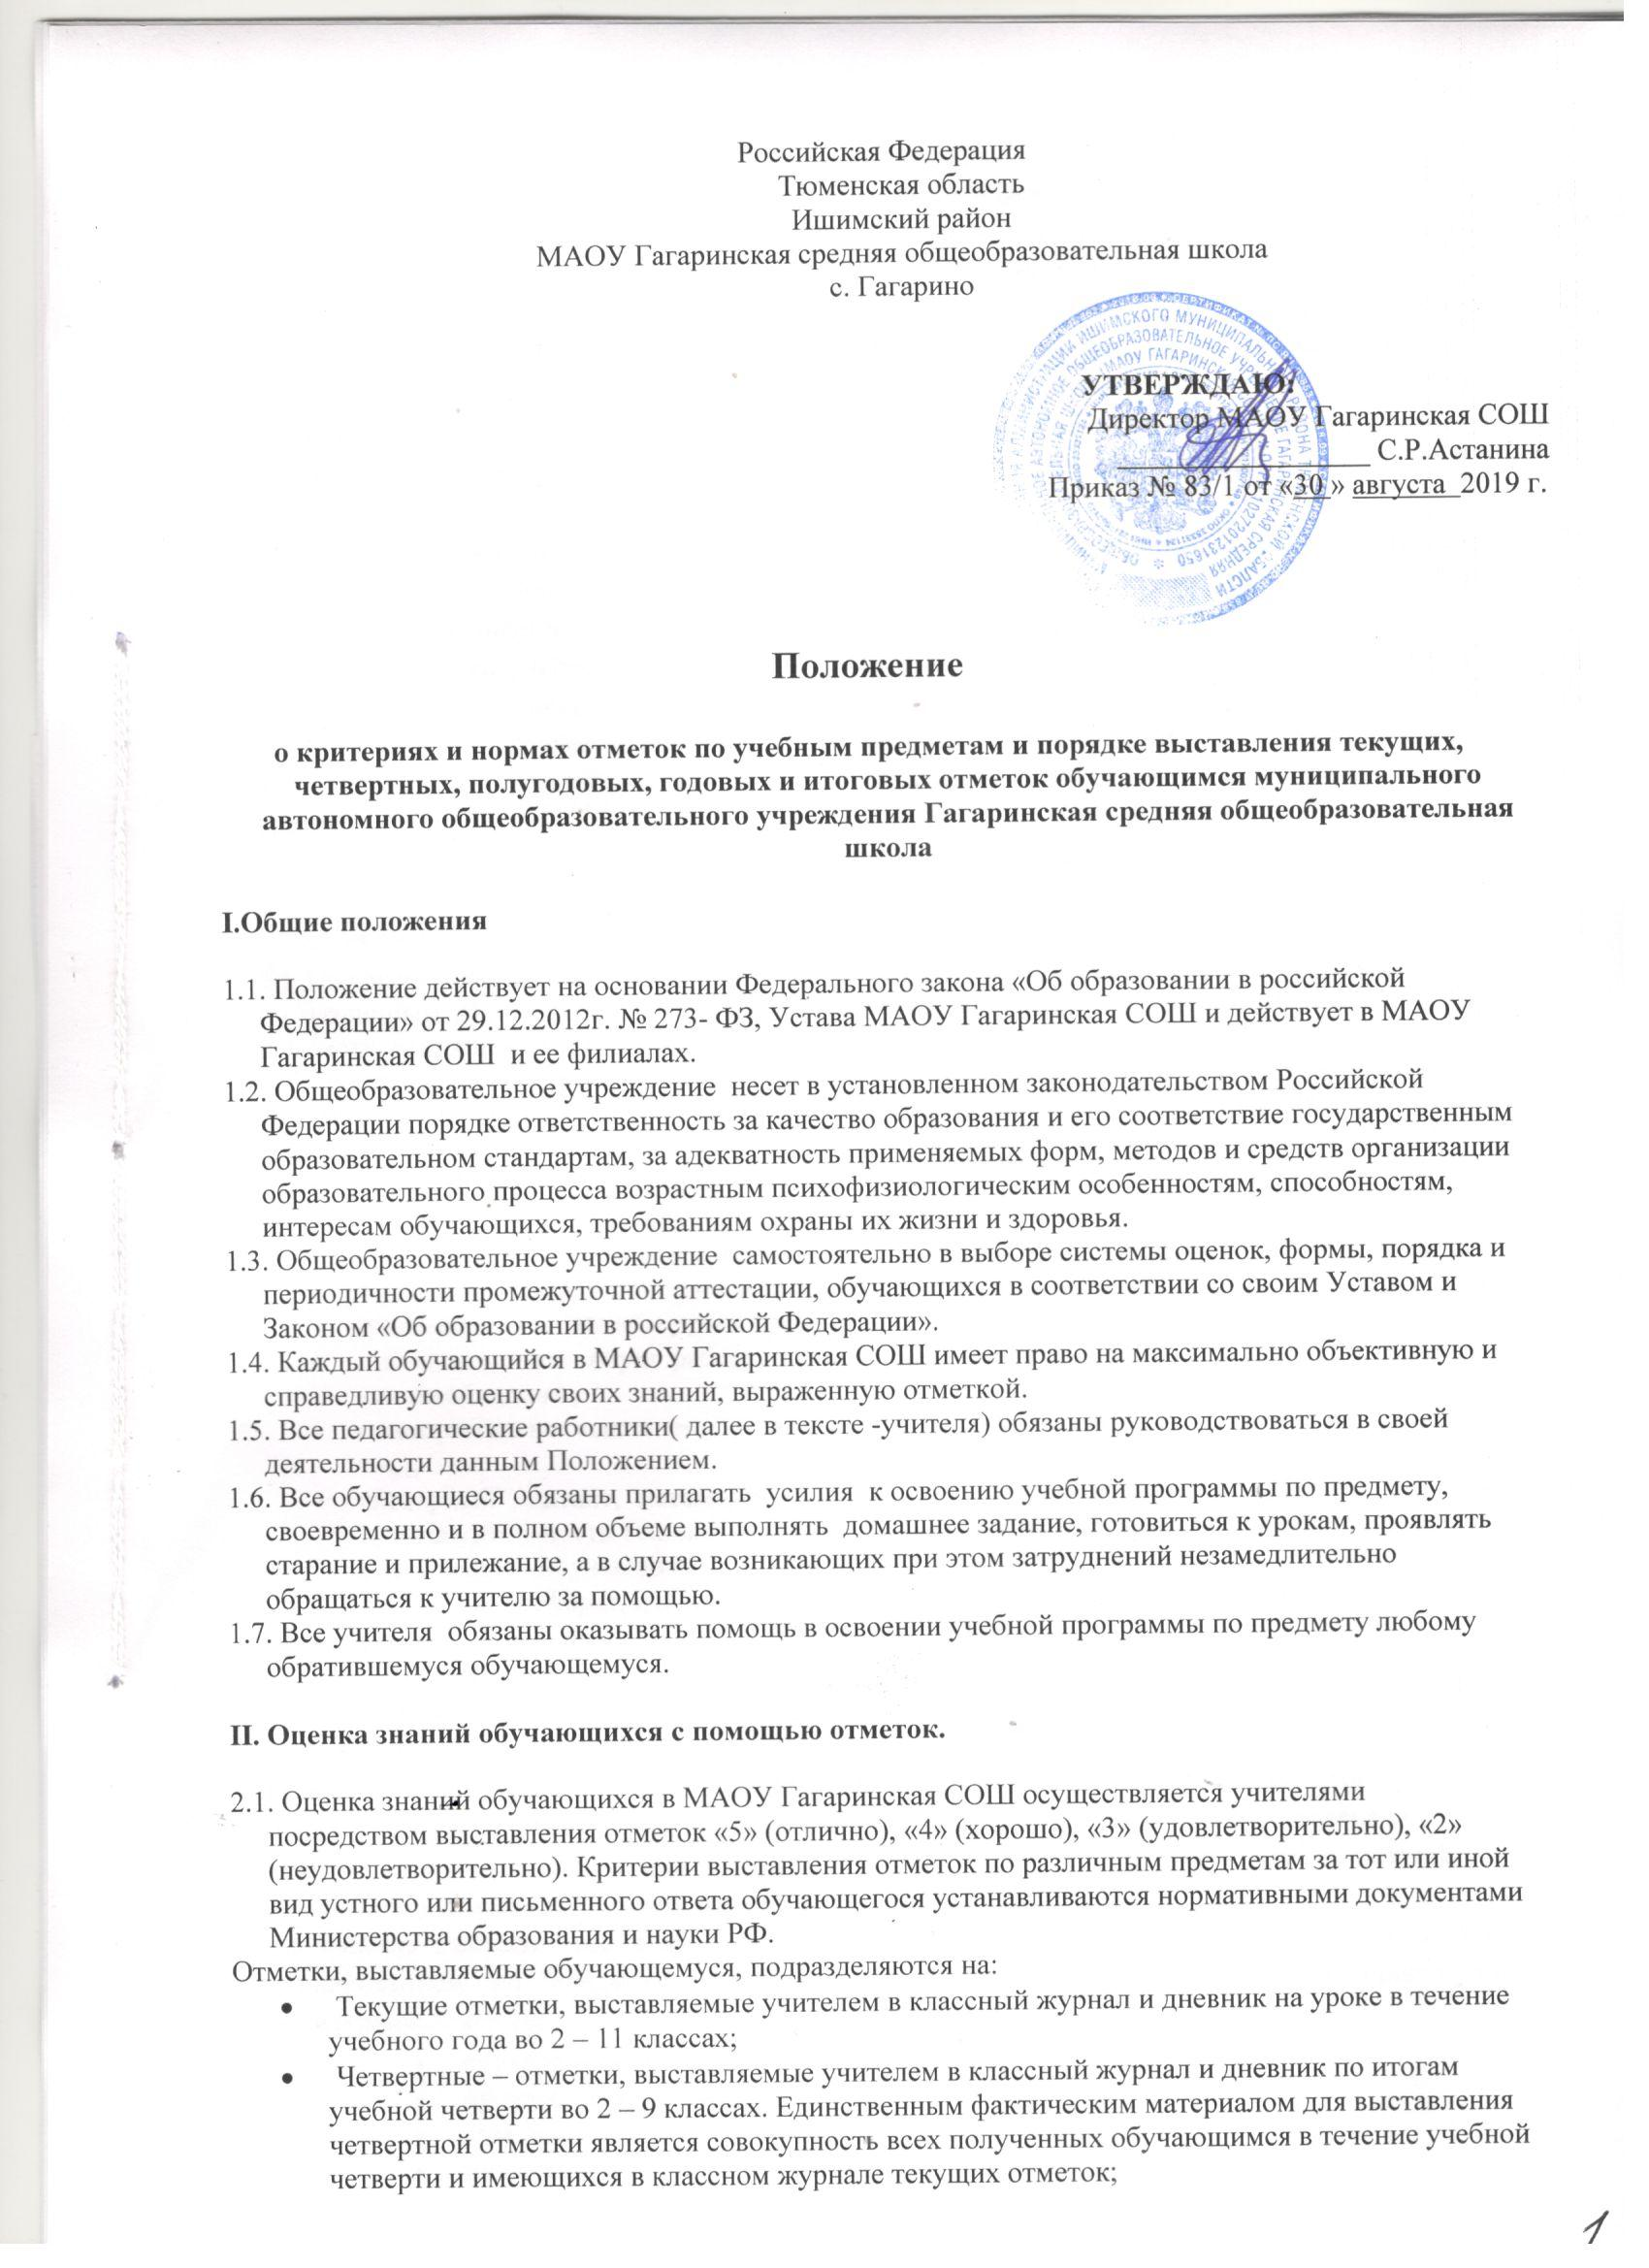 Российская Федерация
Тюменская область
Ишимский район
МАОУ Гагаринская средняя общеобразовательная школа
с. Гагарино
УТВЕРЖДАЮ:
Директор МАОУ Гагаринская СОШ
С.Р.Астанина
Приказ № 83/1 от «30 » августа 2019 г.
Положение
о критериях и нормах отметок по учебным предметам и порядке выставления текущих,
четвертных, полугодовых, годовых и итоговых отметок обучающимся муниципального
автономного общеобразовательного учреждения Гагаринская средняя общеобразовательная
школа
I.Общие положения
1.1. Положение действует на основании Федерального закона «Об образовании в российской
Федерации» от 29.12.2012г. № 273- ФЗ, Устава МАОУ Гагаринская СОШ и действует в МАОУ
Гагаринская СОШ  и ее филиалах.
1.2. Общеобразовательное учреждение  несет в установленном законодательством Российской
Федерации порядке ответственность за качество образования и его соответствие государственным
образовательном стандартам, за адекватность применяемых форм, методов и средств организации
образовательного процесса возрастным психофизиологическим особенностям, способностям,
интересам обучающихся, требованиям охраны их жизни и здоровья.
1.3. Общеобразовательное учреждение  самостоятельно в выборе системы оценок, формы, порядка и
периодичности промежуточной аттестации, обучающихся в соответствии со своим Уставом и
Законом «Об образовании в российской Федерации».
1.4. Каждый обучающийся в МАОУ Гагаринская СОШ имеет право на максимально объективную и
справедливую оценку своих знаний, выраженную отметкой.
1.5. Все педагогические работники( далее в тексте -учителя) обязаны руководствоваться в своей
деятельности данным Положением.
1.6. Все обучающиеся обязаны прилагать  усилия  к освоению учебной программы по предмету,
своевременно и в полном объеме выполнять  домашнее задание, готовиться к урокам, проявлять
старание и прилежание, а в случае возникающих при этом затруднений незамедлительно
обращаться к учителю за помощью.
1.7. Все учителя  обязаны оказывать помощь в освоении учебной программы по предмету любому
обратившемуся обучающемуся.
II. Оценка знаний обучающихся с помощью отметок.
2.1. Оценка знаний обучающихся в МАОУ Гагаринская СОШ осуществляется учителями
посредством выставления отметок «5» (отлично), «4» (хорошо), «3» (удовлетворительно), «2»
(неудовлетворительно). Критерии выставления отметок по различным предметам за тот или иной
вид устного или письменного ответа обучающегося устанавливаются нормативными документами
Министерства образования и науки РФ.
Отметки, выставляемые обучающемуся, подразделяются на:
• Текущие отметки, выставляемые учителем в классный журнал и дневник на уроке в течение
учебного года во 2 – 11 классах;
• Четвертные – отметки, выставляемые учителем в классный журнал и дневник по итогам
учебной четверти во 2 – 9 классах. Единственным фактическим материалом для выставления
четвертной отметки является совокупность всех полученных обучающимся в течение учебной
четверти и имеющихся в классном журнале текущих отметок;
1